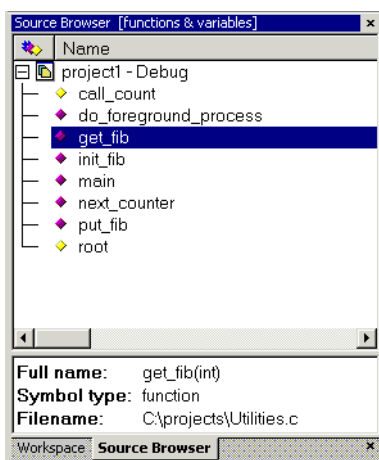 Source Browser [functions & variables] ×
Name
project1 - Debug
call_count
do_foreground_process
get_fib
init_fib
main
next_counter
put_fib
root
Full name: get_fib(int)
Symbol type: function
Filename: C:\projects\Utilities.c
Workspace Source Browser ×